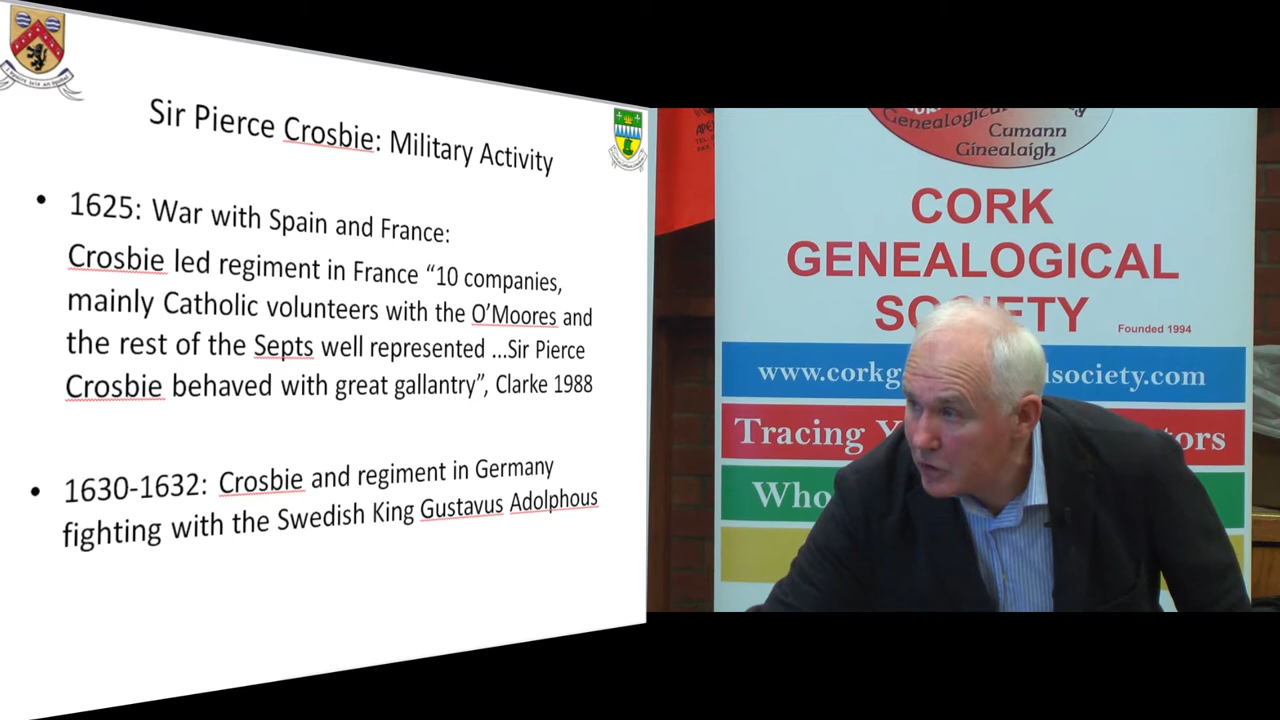 Sir Pierce Crosbie: Military Activity
• 1625: War with Spain and France:
Crosbie led regiment in France “10 companies,
mainly Catholic volunteers with the O’Moores and
the rest of the Septs well represented ...Sir Pierce
Crosbie behaved with great gallantry”, Clarke 1988
• 1630-1632: Crosbie and regiment in Germany
fighting with the Swedish King Gustavus Adolphous
Genealogical
Cumann
Ginealaigh
CORK
GENEALOGICAL
SOCIETY
Founded 1994
www.corkg dsociety.com
Tracing Y tors
Who